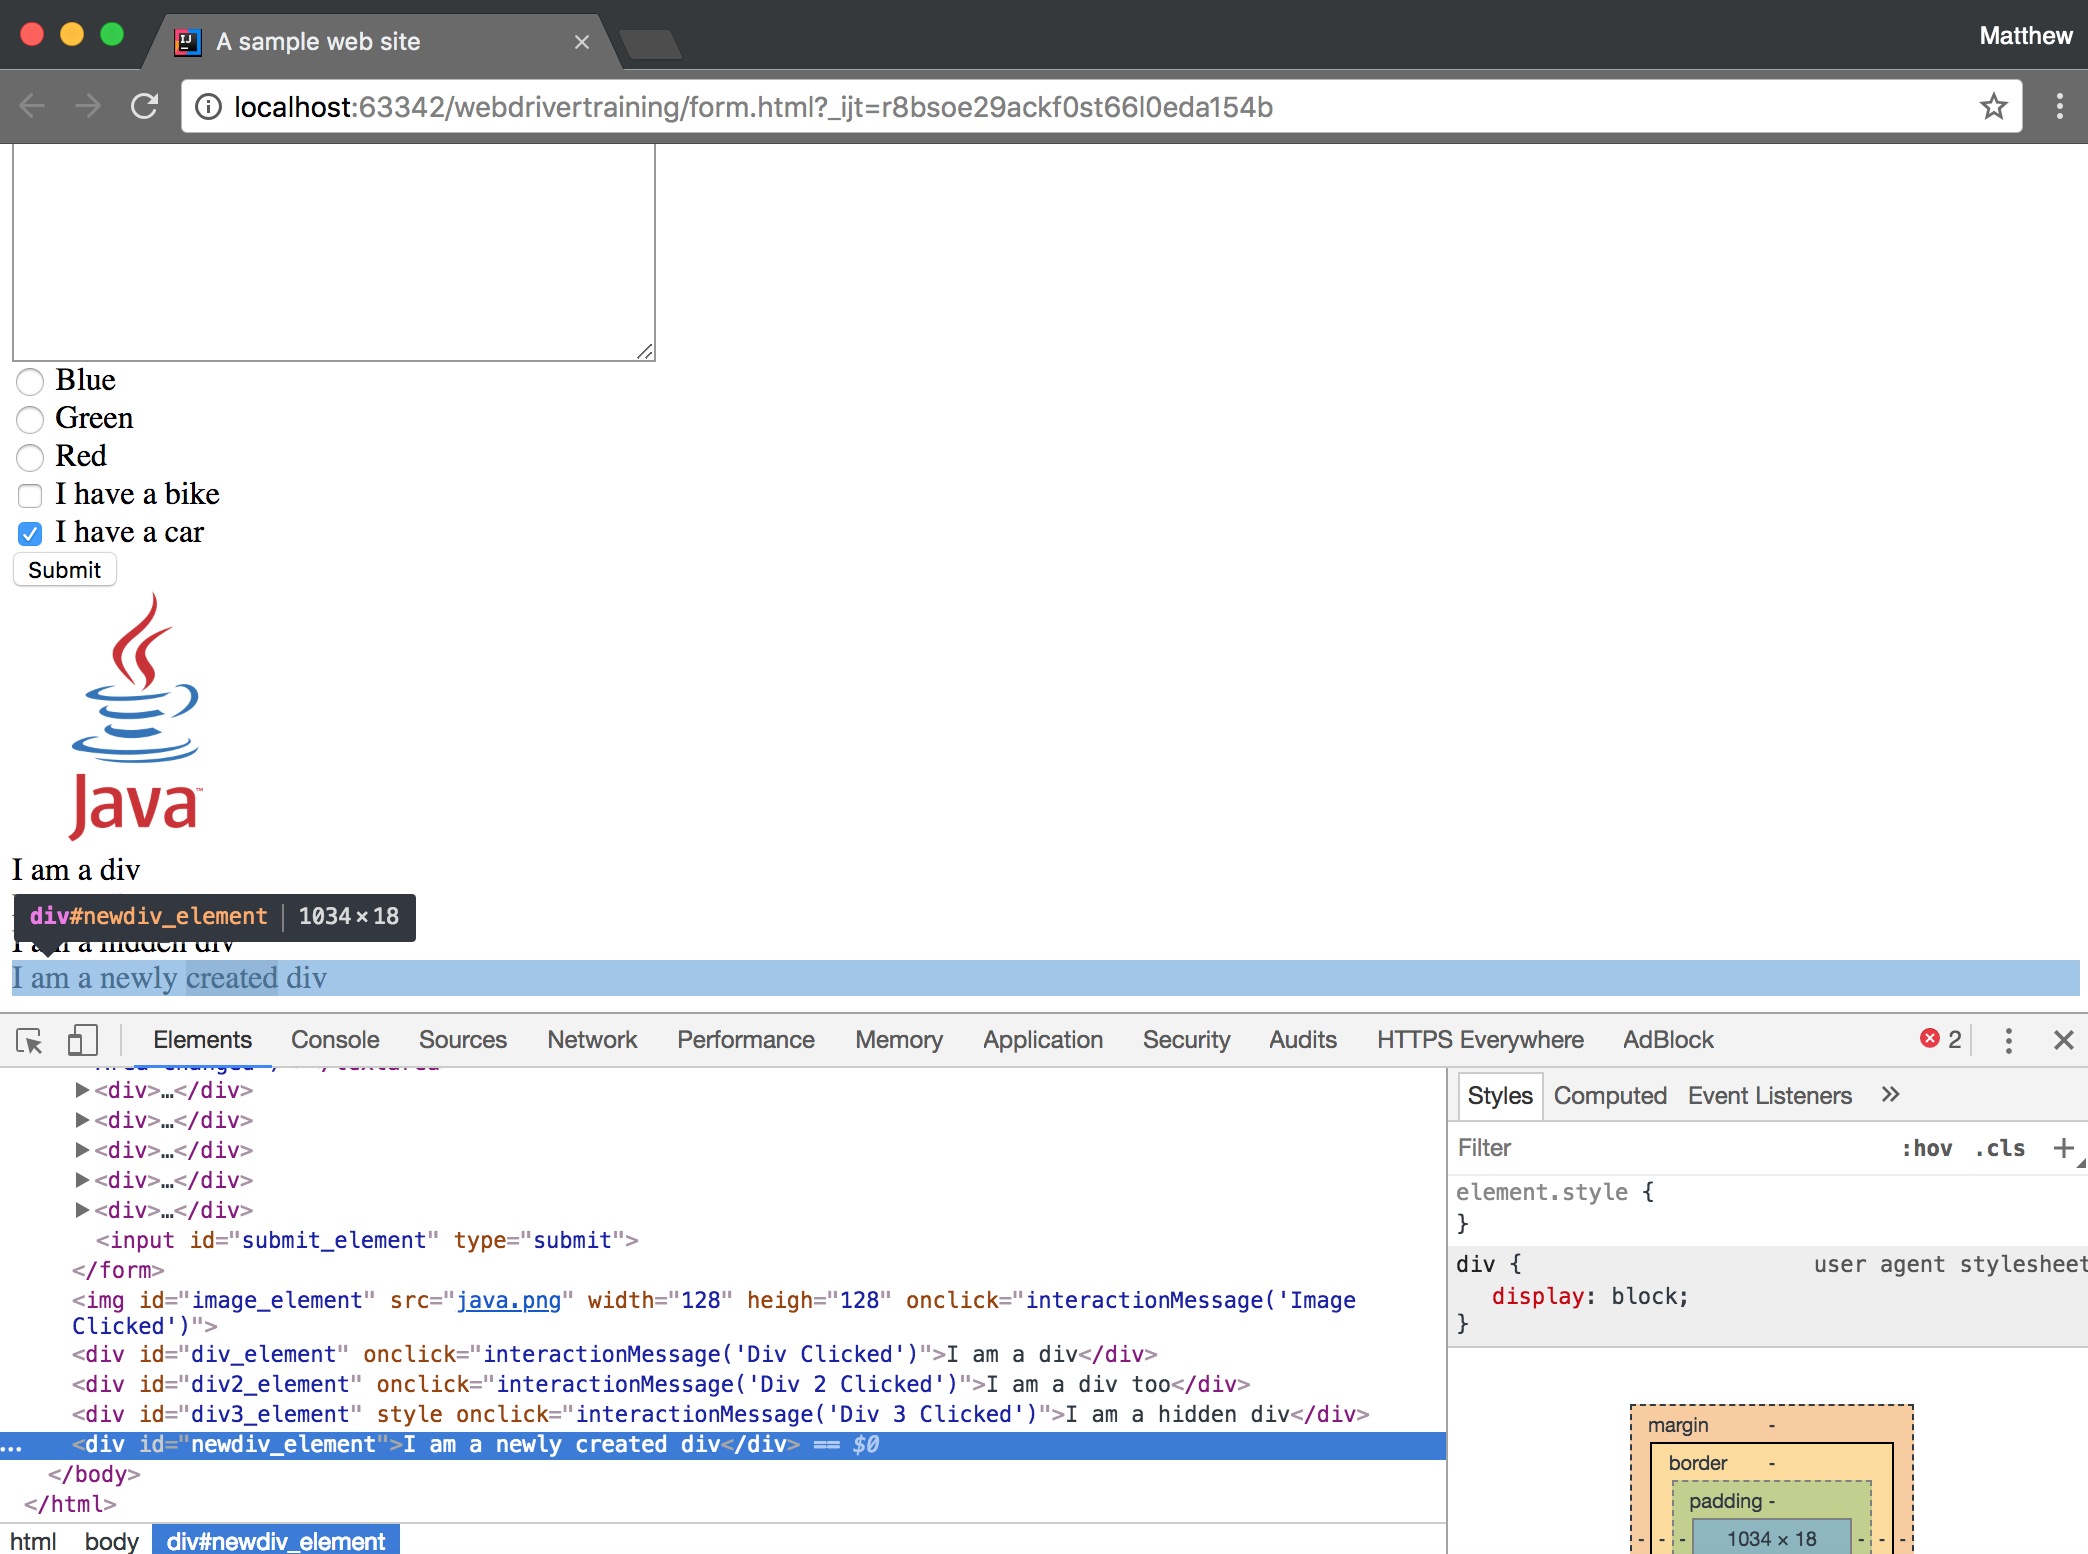 A sample web site
Matthew
localhost:63342/webdrivertraining/form.html?_ijt=r8bsoe29ackf0st66l0eda154b
Blue
Green
Red
I have a bike
I have a car
Submit
Java™
I am a div
div#newdiv_element 1034×18
I am a hidden div
I am a newly created div
Elements Console Sources Network Performance Memory Application Security Audits HTTPS Everywhere AdBlock 2
<div>…</div>
<div>…</div>
<div>…</div>
<div>…</div>
<div>…</div>
<input id="submit_element" type="submit">
</form>
<img id="image_element" src="java.png" width="128" heigh="128" onclick="interactionMessage('Image
Clicked')">
<div id="div_element" onclick="interactionMessage('Div Clicked')">I am a div</div>
<div id="div2_element" onclick="interactionMessage('Div 2 Clicked')">I am a div too</div>
<div id="div3_element" style onclick="interactionMessage('Div 3 Clicked')">I am a hidden div</div>
… <div id="newdiv_element">I am a newly created div</div> == $0
</body>
</html>
html body div#newdiv_element
Styles Computed Event Listeners »
Filter :hov .cls +
element.style {
}
div { user agent stylesheet
display: block;
}
margin -
border -
padding -
- - - 1034 × 18 - - -